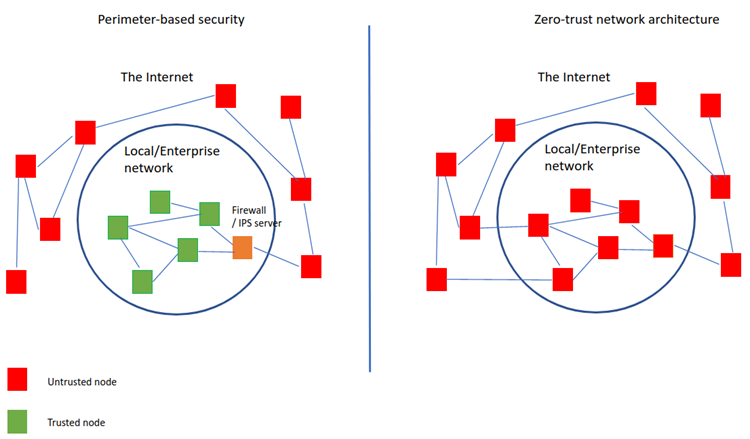 Perimeter-based security
Zero-trust network architecture
The Internet
Local/Enterprise
network
Firewall
/ IPS server
The Internet
Local/Enterprise
network
Untrusted node
Trusted node